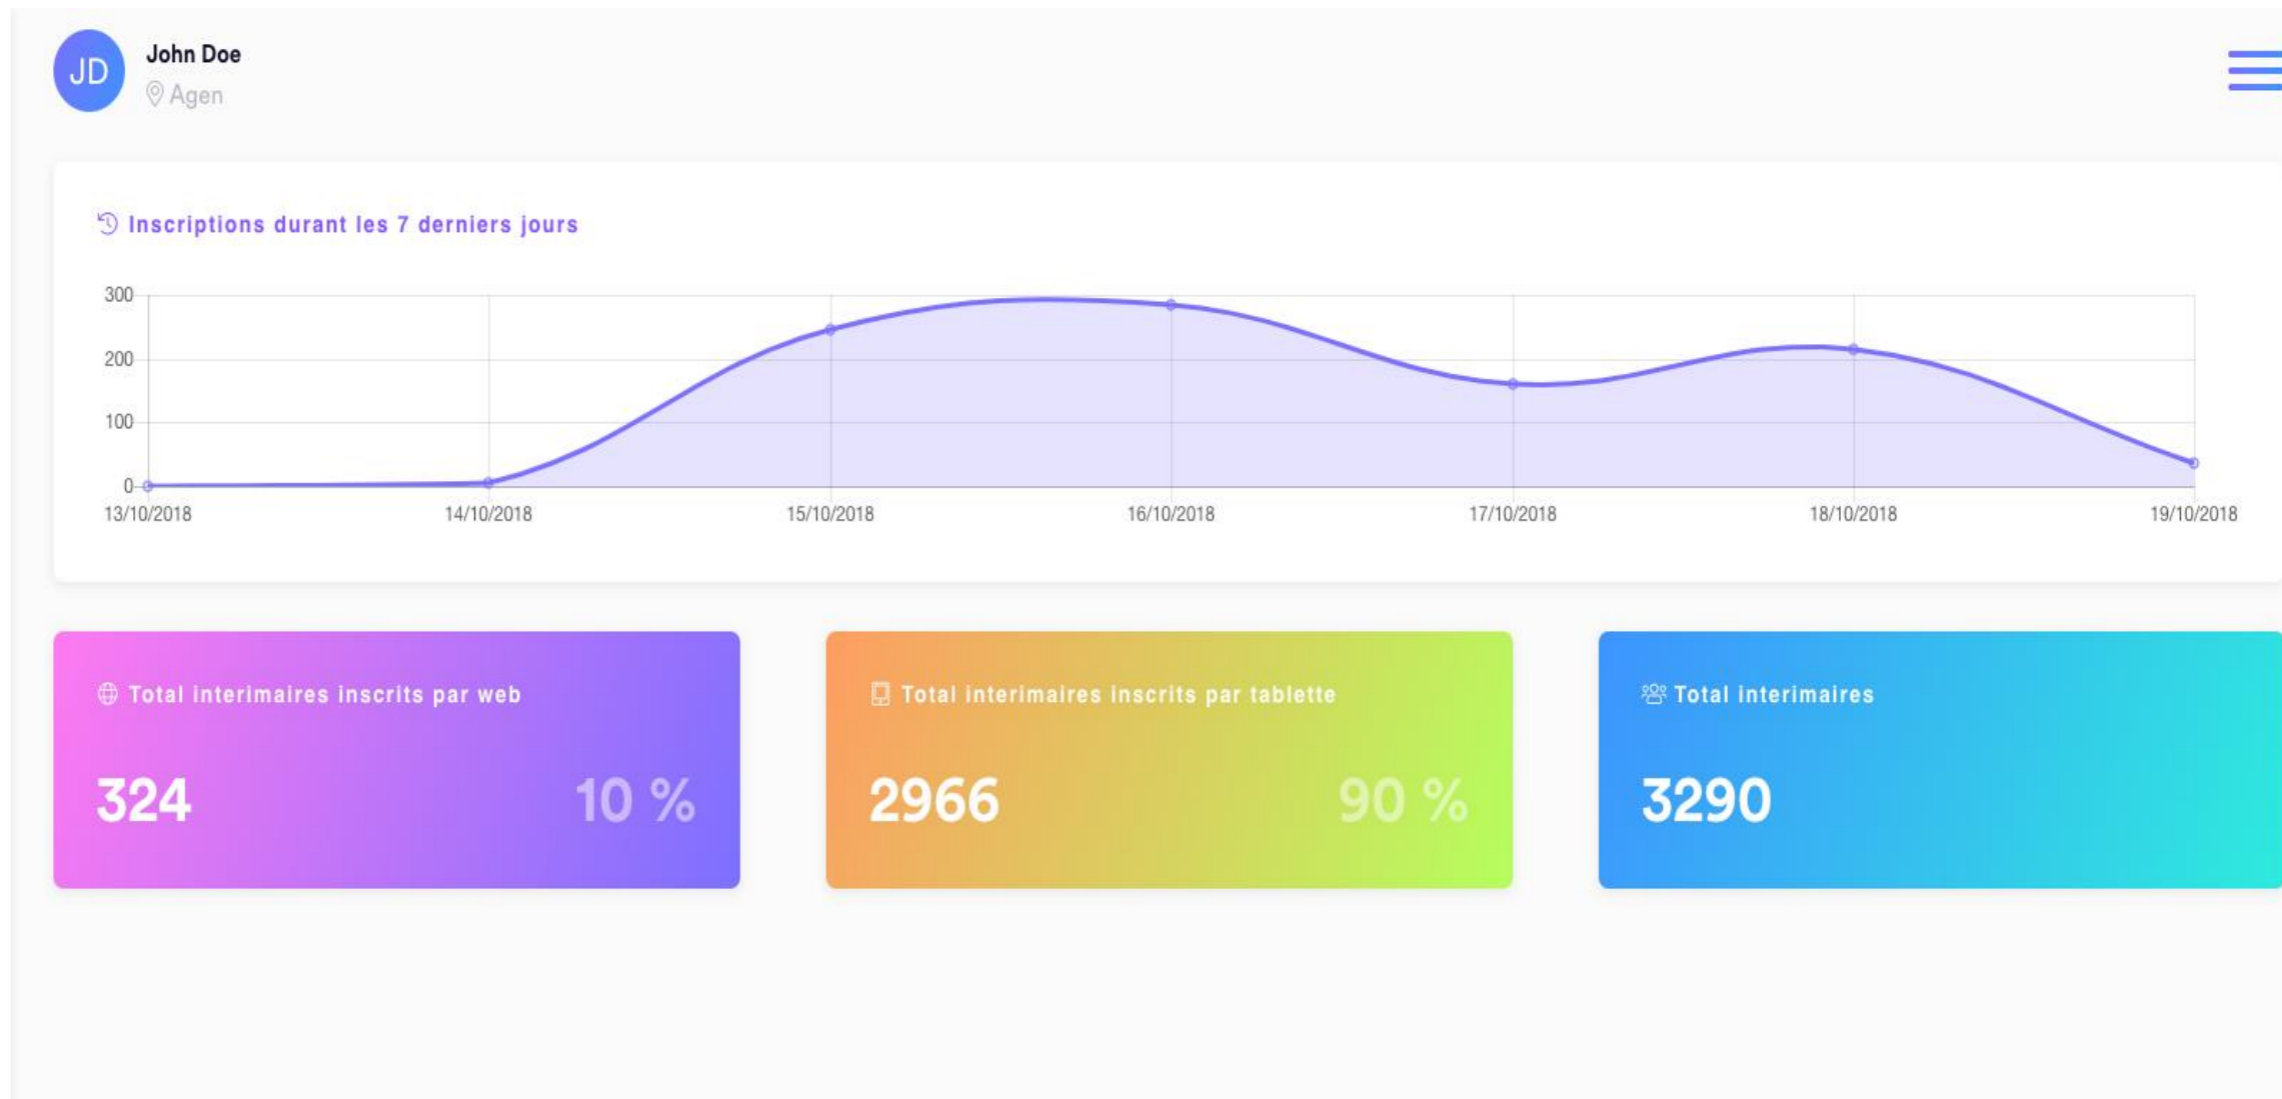 JD
John Doe
Agen
Inscriptions durant les 7 derniers jours
300
200
100
0
13/10/2018 14/10/2018 15/10/2018 16/10/2018 17/10/2018 18/10/2018 19/10/2018
Total interimaires inscrits par web
324 10 %
Total interimaires inscrits par tablette
2966 90 %
Total interimaires
3290